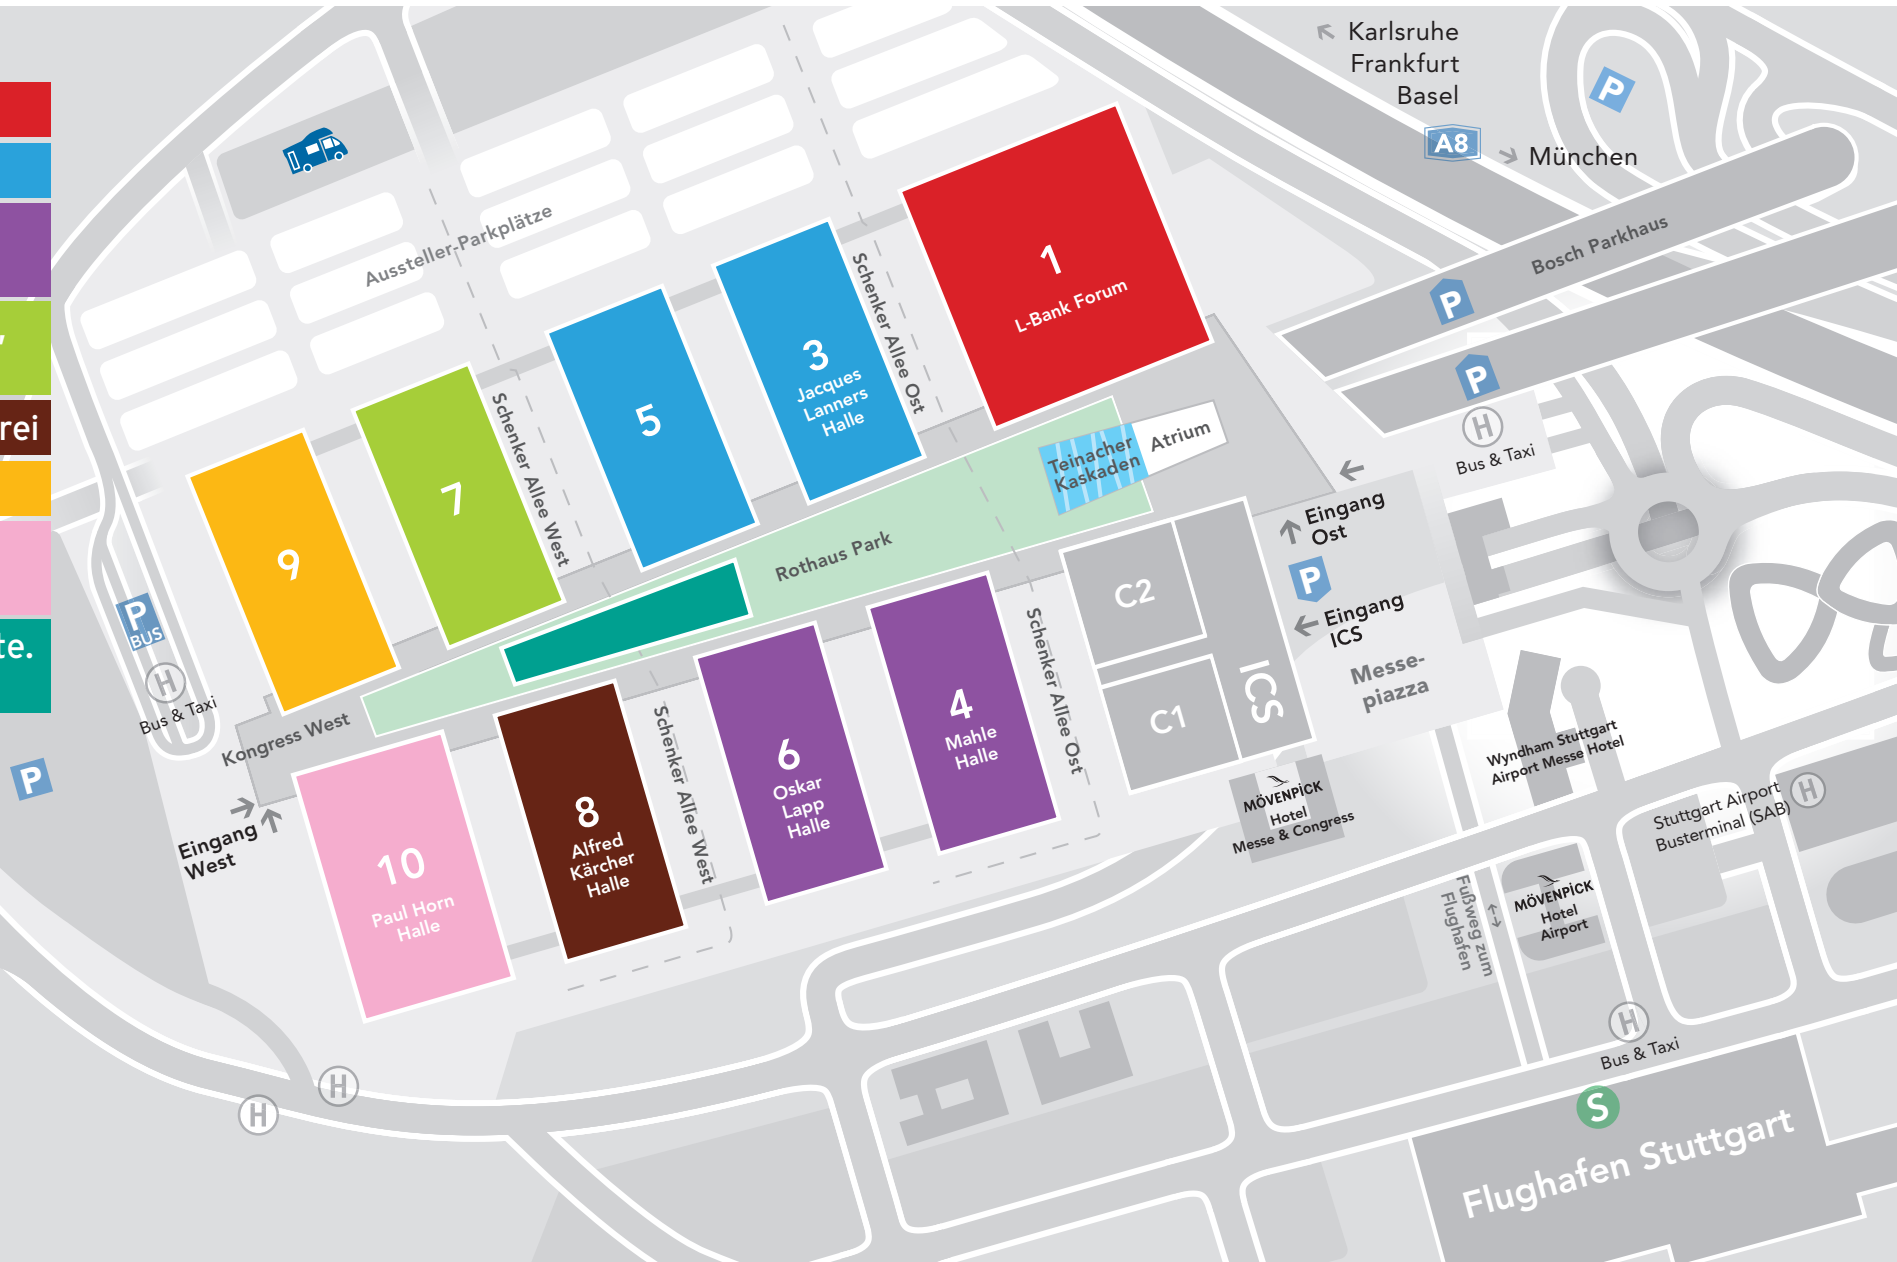 Karlsruhe
Frankfurt
Basel
A8
München
P
Bosch Parkhaus
P
P
H
Bus & Taxi
Aussteller-Parkplätze
1
L-Bank Forum
Schenker Allee Ost
3
Jacques
Lanners
Halle
5
Schenker Allee West
7
9
rei
te.
Teinacher
Kaskaden
Atrium
Rothaus Park
Eingang
Ost
P
Eingang
ICS
Messe-
piazza
C2
C1
ICS
P
BUS
H
Bus & Taxi
Kongress West
P
Eingang
West
10
Paul Horn
Halle
8
Alfred
Kärcher
Halle
Schenker Allee West
6
Oskar
Lapp
Halle
4
Mahle
Halle
Schenker Allee Ost
MÖVENPICK
Hotel
Messe & Congress
Wyndham Stuttgart
Airport Messe Hotel
Stuttgart Airport
Busterminal (SAB)
H
Fußweg zum
Flughafen
MÖVENPICK
Hotel
Airport
H
Bus & Taxi
S
Flughafen Stuttgart
H
H